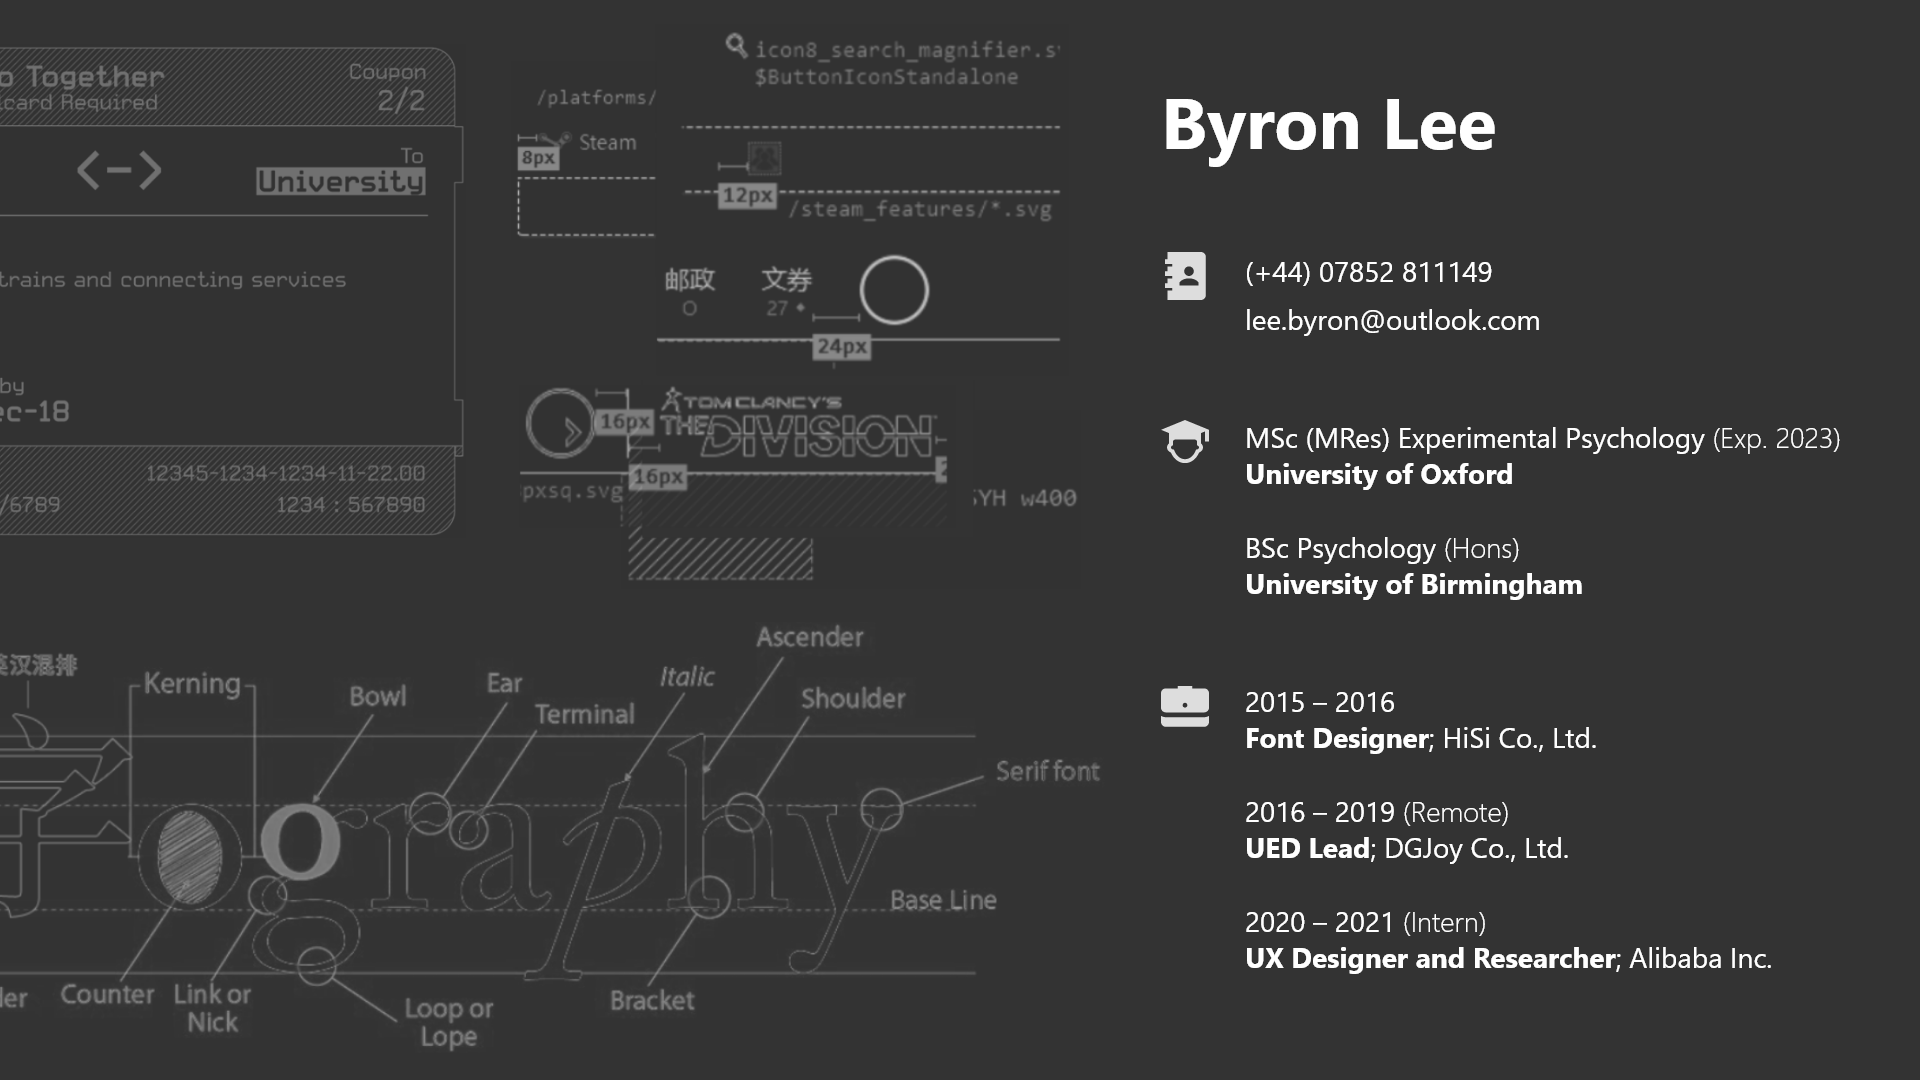 Together
Card Required
Coupon
2/2
To
University
trains and connecting services
by
ec-18
12345-1234-1234-11-22.00
/6789
1234 : 567890
/platforms/
Steam
8px
icon8_search_magnifier.s
$ButtonIconStandalone
12px
/steam_features/*.svg
邮政
文券
O
27
24px
16px
TOM CLANCY'S
THE DIVISION
16px
pxsq.svg
YH w400
英汉混排
Kerning
Bowl
Ear
Terminal
Italic
Ascender
Shoulder
Serif font
字
ography
Base Line
Counter
Link or
Nick
Loop or
Lope
Bracket
Byron Lee
(+44) 07852 811149
lee.byron@outlook.com
MSc (MRes) Experimental Psychology (Exp. 2023)
University of Oxford
BSc Psychology (Hons)
University of Birmingham
2015 – 2016
Font Designer; HiSi Co., Ltd.
2016 – 2019 (Remote)
UED Lead; DGJoy Co., Ltd.
2020 – 2021 (Intern)
UX Designer and Researcher; Alibaba Inc.